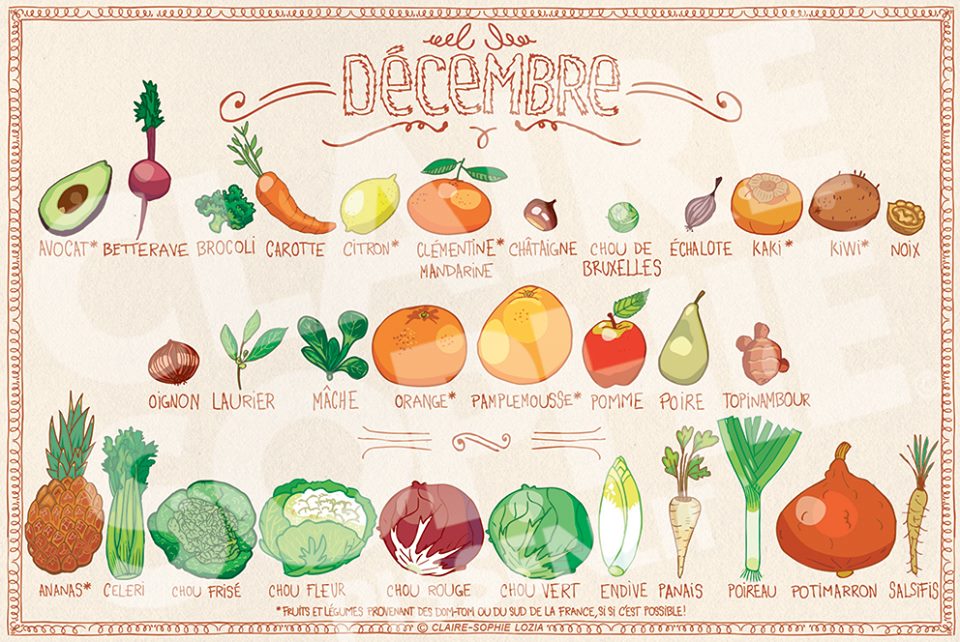 DÉCEMBRE
AVOCAT* BETTERAVE BROCOLI CAROTTE CITRON* CLÉMENTINE* CHÂTAIGNE CHOU DE ÉCHALOTE KAKI* KIWI* NOIX
MANDARINE BRUXELLES
OIGNON LAURIER MÂCHE ORANGE* PAMPLEMOUSSE* POMME POIRE TOPINAMBOUR
ANANAS* CELERI CHOU FRISÉ CHOU FLEUR CHOU ROUGE CHOU VERT ENDIVE PANAIS POIREAU POTIMARRON SALSIFIS
*FRUITS ET LÉGUMES PROVENANT DES DOM-TOM OU DU SUD DE LA FRANCE, SI SI C'EST POSSIBLE!
© CLAIRE-SOPHIE LOZIA